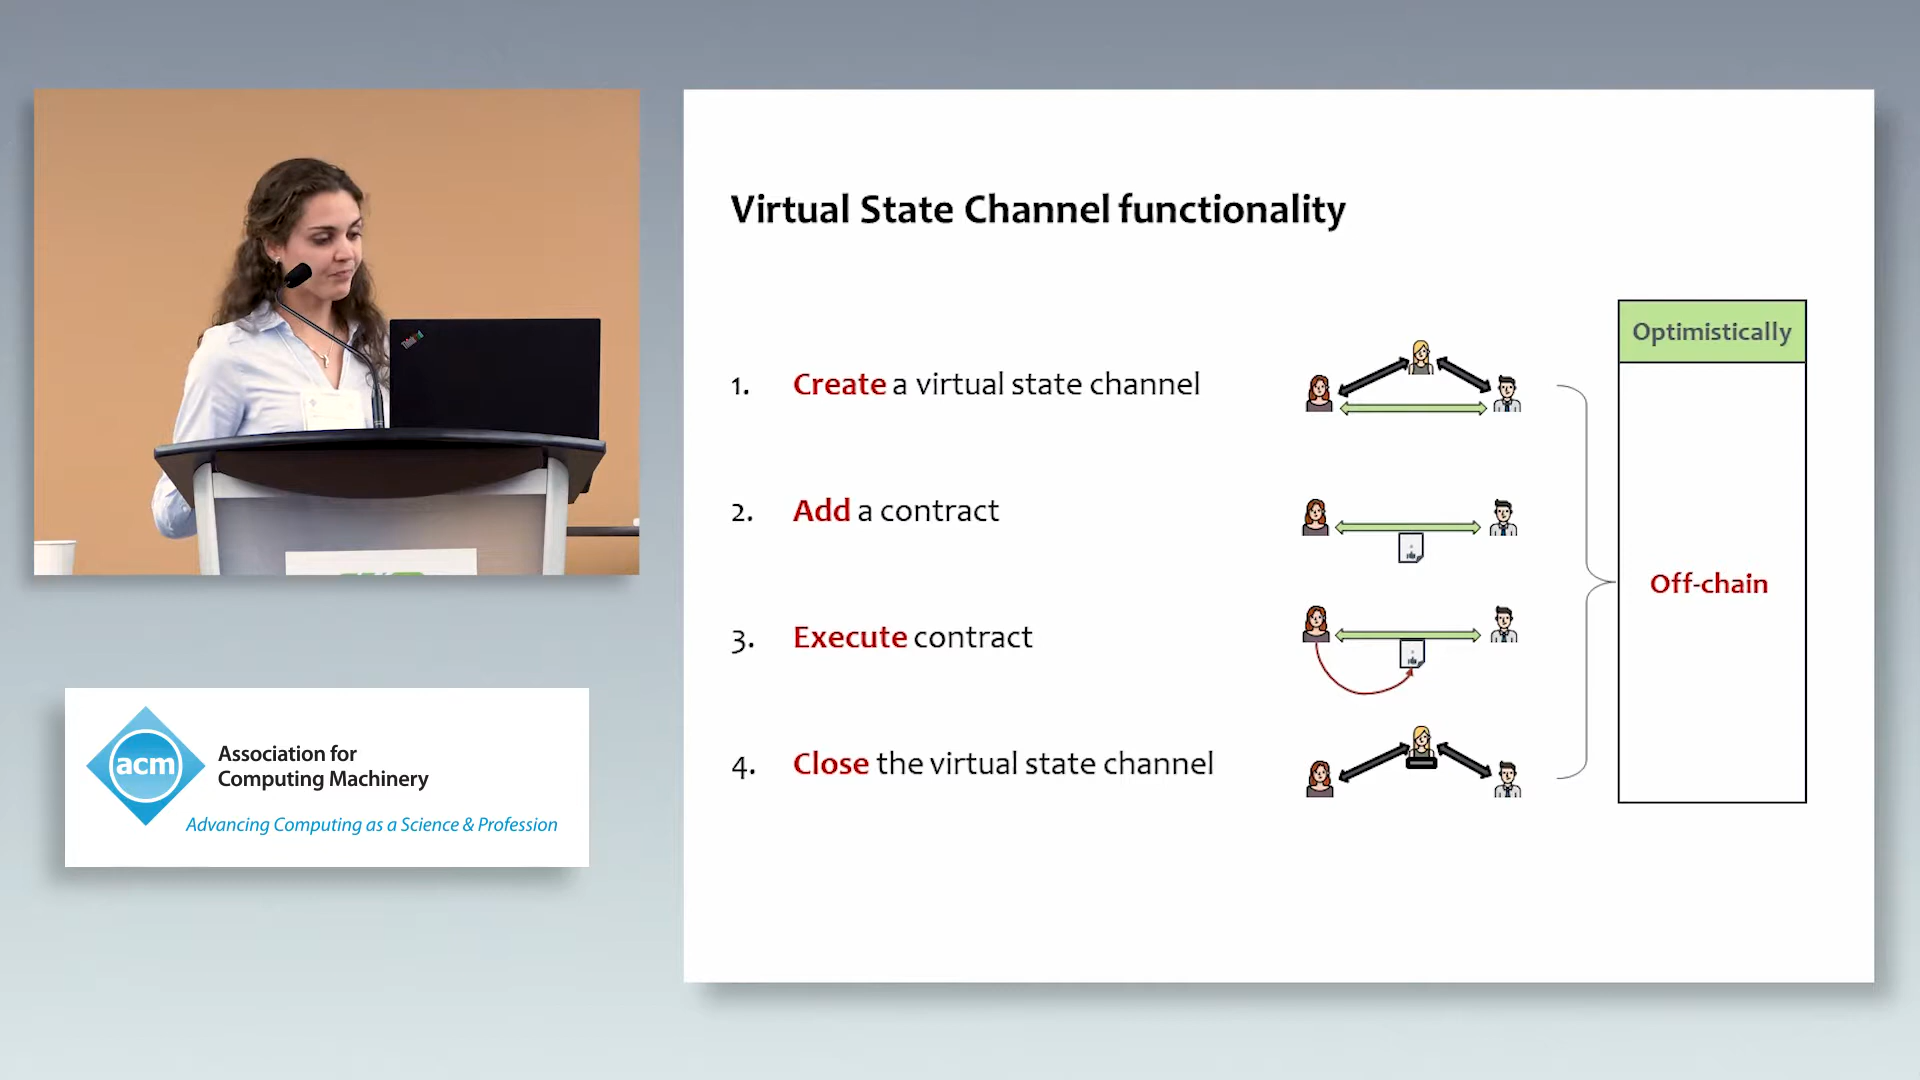 Virtual State Channel functionality
1. Create a virtual state channel
2. Add a contract
3. Execute contract
4. Close the virtual state channel
Optimistically
Off-chain
acm
Association for
Computing Machinery
Advancing Computing as a Science & Profession